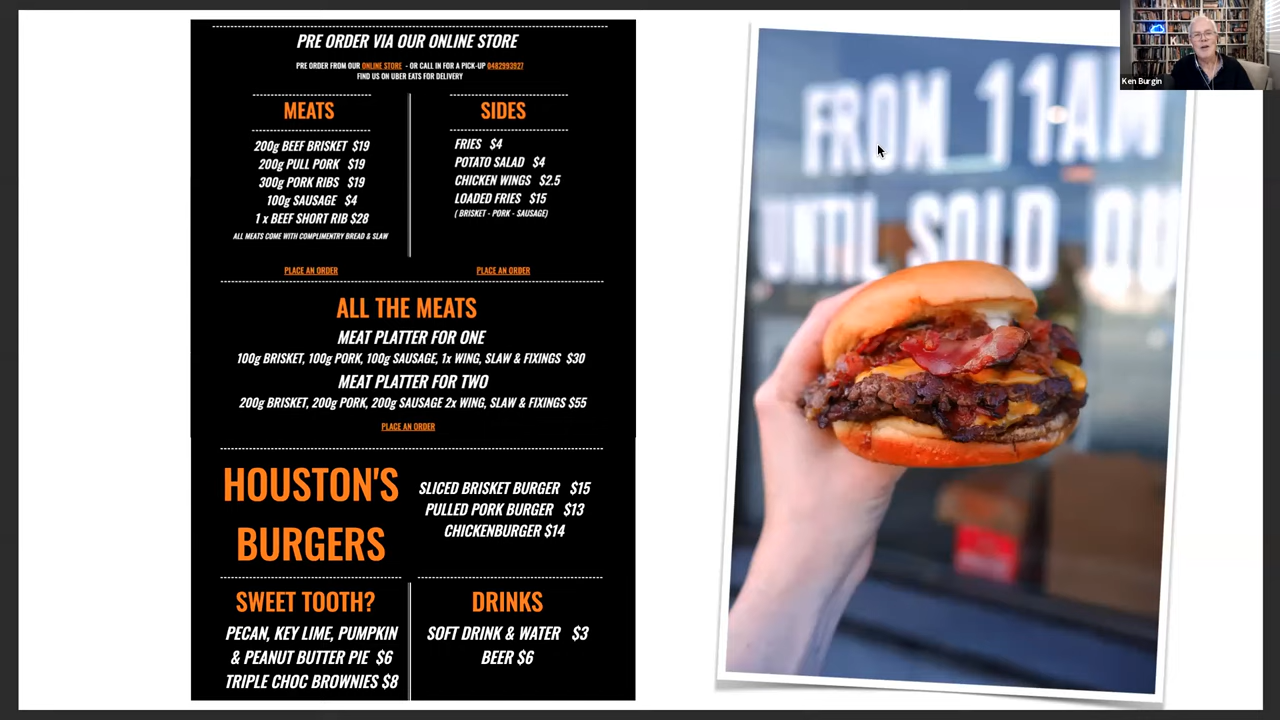 PRE ORDER VIA OUR ONLINE STORE
PRE ORDER FROM OUR ONLINE STORE - OR CALL IN FOR A PICK-UP 0482993927
FIND US ON UBER EATS FOR DELIVERY
MEATS
200g BEEF BRISKET $19
200g PULL PORK $19
300g PORK RIBS $19
100g SAUSAGE $4
1 x BEEF SHORT RIB $28
ALL MEATS COME WITH COMPLIMENTRY BREAD & SLAW
PLACE AN ORDER
SIDES
FRIES $4
POTATO SALAD $4
CHICKEN WINGS $2.5
LOADED FRIES $15
( BRISKET - PORK - SAUSAGE)
PLACE AN ORDER
ALL THE MEATS
MEAT PLATTER FOR ONE
100g BRISKET, 100g PORK, 100g SAUSAGE, 1x WING, SLAW & FIXINGS $30
MEAT PLATTER FOR TWO
200g BRISKET, 200g PORK, 200g SAUSAGE 2x WING, SLAW & FIXINGS $55
PLACE AN ORDER
HOUSTON'S
BURGERS
SLICED BRISKET BURGER $15
PULLED PORK BURGER $13
CHICKENBURGER $14
SWEET TOOTH?
PECAN, KEY LIME, PUMPKIN
& PEANUT BUTTER PIE $6
TRIPLE CHOC BROWNIES $8
DRINKS
SOFT DRINK & WATER $3
BEER $6
FROM 11AM
UNTIL SOLD OU
Ken Burgin